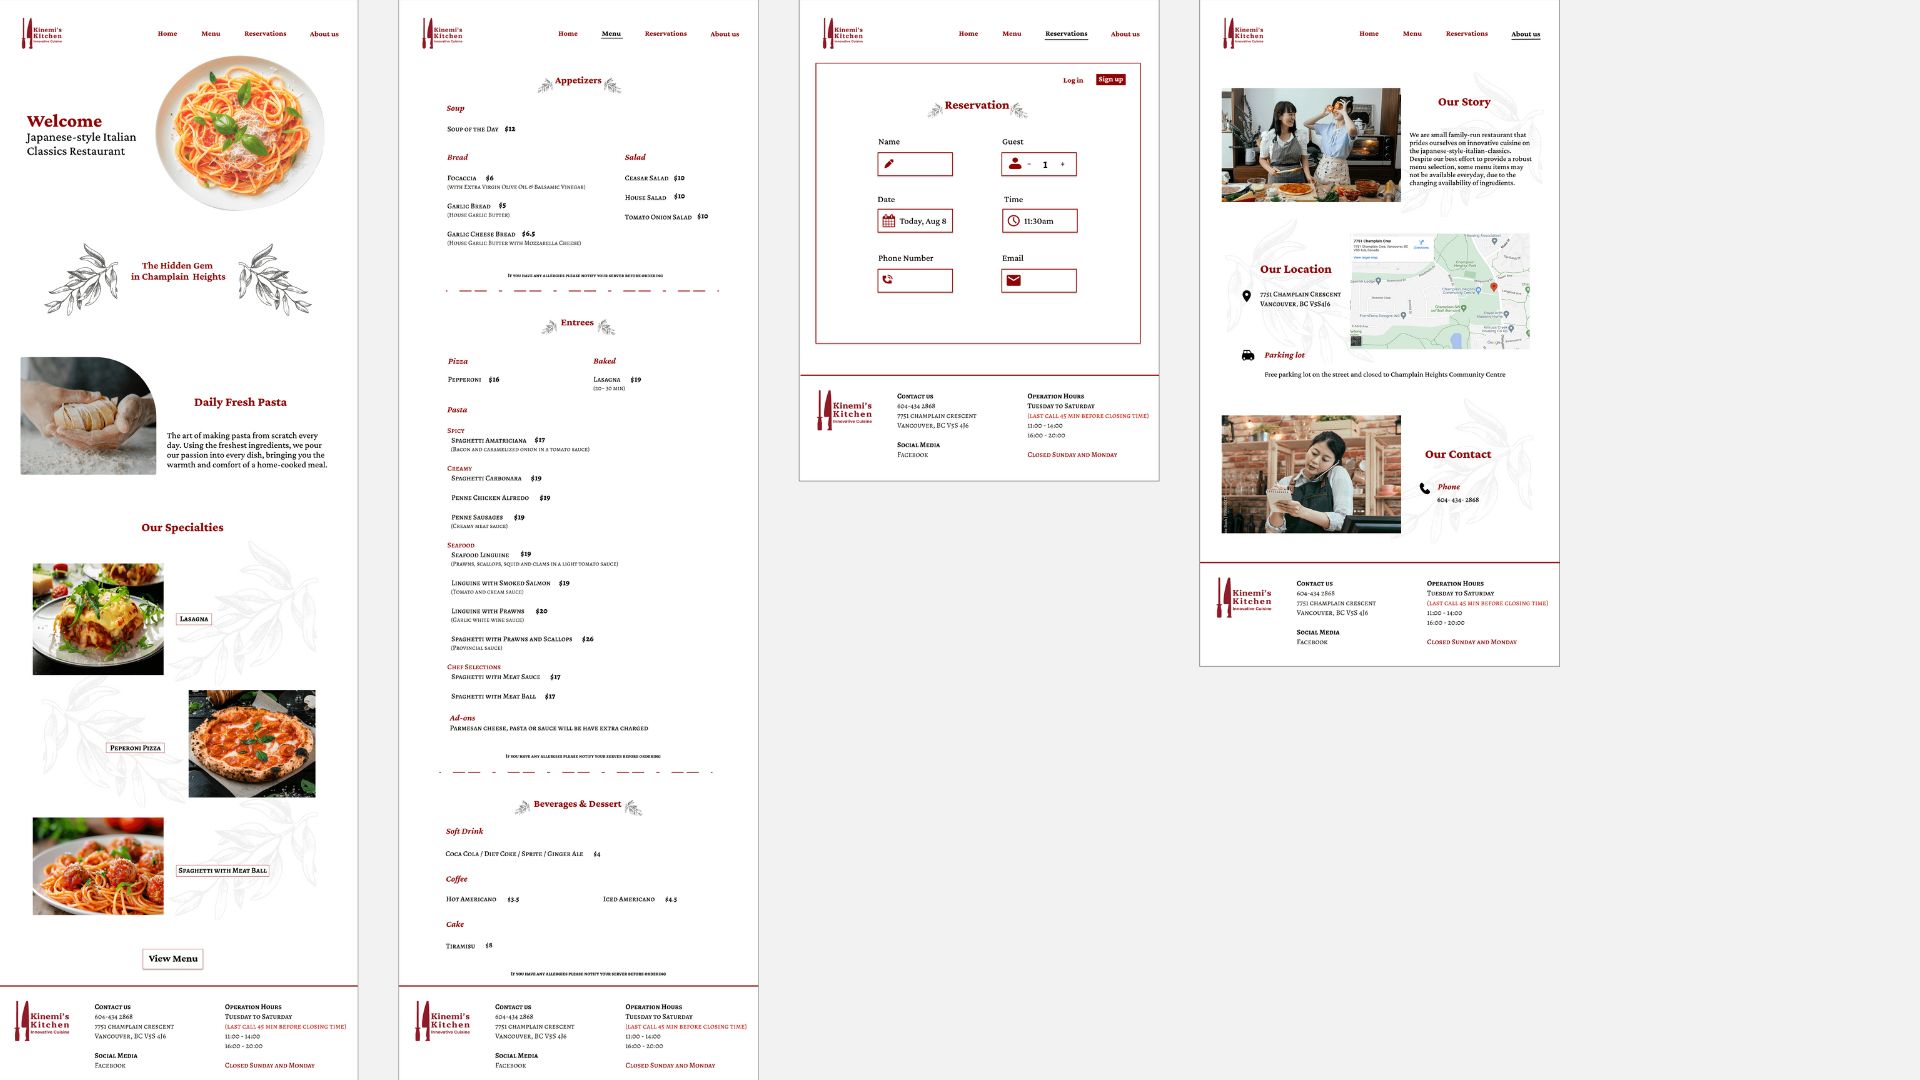 Kinemi's
Kitchen
Innovative Cuisine
Home Menu Reservations About us
Welcome
Japanese-style Italian
Classics Restaurant
The Hidden Gem
in Champlain Heights
Daily Fresh Pasta
The art of making pasta from scratch every
day. Using the freshest ingredients, we pour
our passion into every dish, bringing you the
warmth and comfort of a home-cooked meal.
Our Specialties
Lasagna
Peperoni Pizza
Spaghetti with Meat Ball
View Menu
Kinemi's
Kitchen
Innovative Cuisine
Contact us
604-434 2868
7751 Champlain Crescent
Vancouver, BC V5S 4J6
Social Media
Facebook
Operation Hours
Tuesday to Saturday
(Last call 45 min before closing time)
11:00 - 14:00
16:00 - 20:00
Closed Sunday and Monday
Kinemi's
Kitchen
Innovative Cuisine
Home Menu Reservations About us
Appetizers
Soup
Soup of the Day $12
Bread
Focaccia $6
(with Extra Virgin Olive Oil & Balsamic Vinegar)
Garlic Bread $5
(House Garlic Butter)
Garlic Cheese Bread $6.5
(House Garlic Butter with Mozzarella Cheese)
Salad
Ceasar Salad $10
House Salad $10
Tomato Onion Salad $10
If you have any allergies please notify your server before ordering
Entrees
Pizza
Pepperoni $16
Baked
Lasagna $19
(20- 30 min)
Pasta
Spicy
Spaghetti Amatriciana $17
(Bacon and caramelized onion in a tomato sauce)
Creamy
Spaghetti Carbonara $19
Penne Chicken Alfredo $19
Penne Sausages $19
(Creamy meat sauce)
Seafood
Seafood Linguine $19
(Prawns, scallops, squid and clams in a light tomato sauce)
Linguine with Smoked Salmon $19
(Tomato and cream sauce)
Linguine with Prawns $20
(Garlic white wine sauce)
Spaghetti with Prawns and Scallops $26
(Provincial sauce)
Chef Selections
Spaghetti with Meat Sauce $17
Spaghetti with Meat Ball $17
Ad-ons
Parmesan cheese, pasta or sauce will be have extra charged
If you have any allergies please notify your server before ordering
Beverages & Dessert
Soft Drink
Coca Cola / Diet Coke / Sprite / Ginger Ale $4
Coffee
Hot Americano $3.5 Iced Americano $4.5
Cake
Tiramisu $8
If you have any allergies please notify your server before ordering
Kinemi's
Kitchen
Innovative Cuisine
Contact us
604-434 2868
7751 Champlain Crescent
Vancouver, BC V5S 4J6
Social Media
Facebook
Operation Hours
Tuesday to Saturday
(Last call 45 min before closing time)
11:00 - 14:00
16:00 - 20:00
Closed Sunday and Monday
Kinemi's
Kitchen
Innovative Cuisine
Home Menu Reservations About us
Log in Sign up
Reservation
Name Guest
- 1 +
Date Time
Today, Aug 8 11:30am
Phone Number Email
Kinemi's
Kitchen
Innovative Cuisine
Contact us
604-434 2868
7751 Champlain Crescent
Vancouver, BC V5S 4J6
Social Media
Facebook
Operation Hours
Tuesday to Saturday
(Last call 45 min before closing time)
11:00 - 14:00
16:00 - 20:00
Closed Sunday and Monday
Kinemi's
Kitchen
Innovative Cuisine
Home Menu Reservations About us
Our Story
We are small family-run restaurant that
prides ourselves on innovative cuisine on
the japanese-style-italian-classics.
Despite our best effort to provide a robust
menu selection, some menu items may
not be available everyday, due to the
changing availability of ingredients.
Our Location
7751 Champlain Crescent
Vancouver, BC V5S4J6
7751 Champlain Cres
Directions
View larger map
Champlain
Heights Park
Champlain Heights
Community Centre
Google
Parking lot
Free parking lot on the street and closed to Champlain Heights Community Centre
Our Contact
Phone
604- 434 - 2868
Kinemi's
Kitchen
Innovative Cuisine
Contact us
604-434 2868
7751 Champlain Crescent
Vancouver, BC V5S 4J6
Social Media
Facebook
Operation Hours
Tuesday to Saturday
(Last call 45 min before closing time)
11:00 - 14:00
16:00 - 20:00
Closed Sunday and Monday